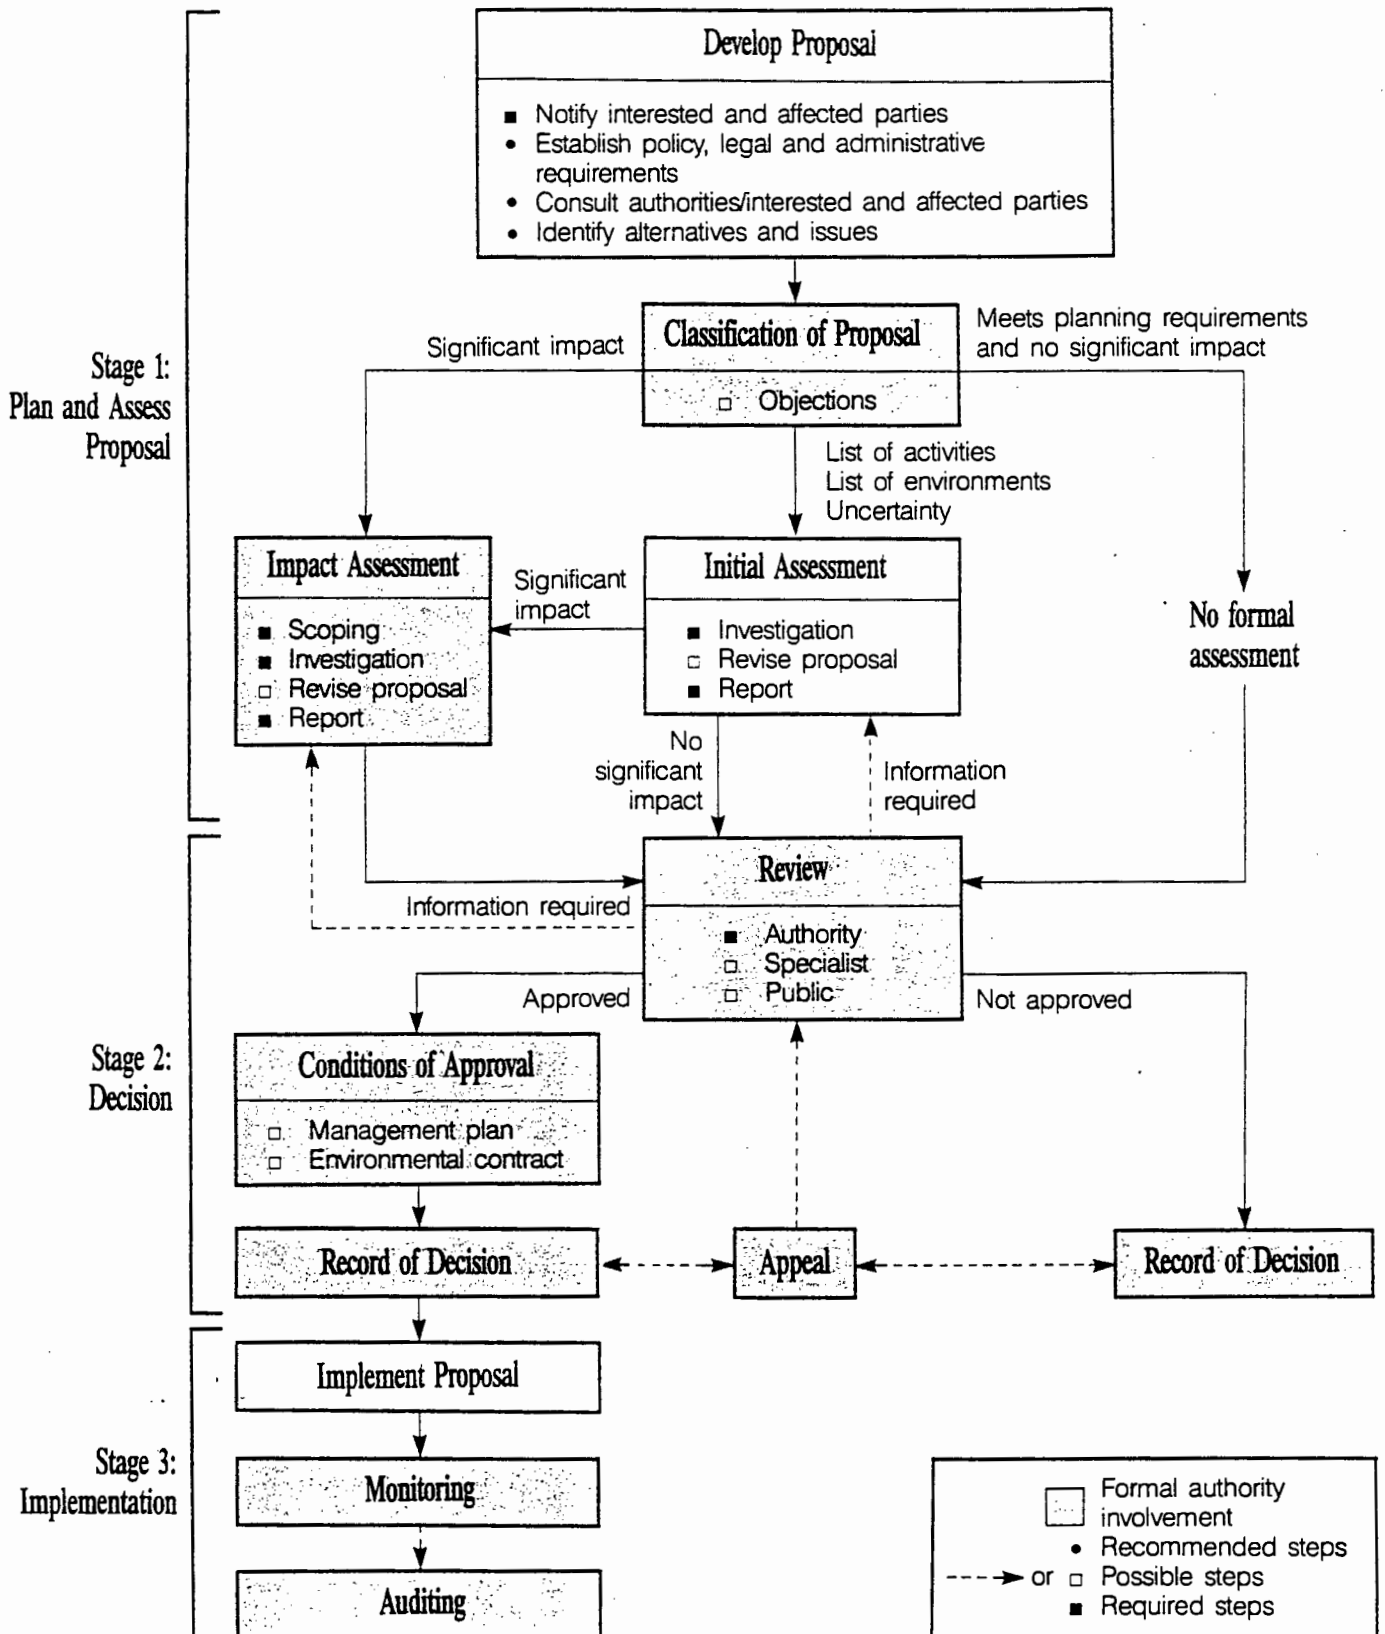 Develop Proposal
■ Notify interested and affected parties
• Establish policy, legal and administrative
requirements
• Consult authorities/interested and affected parties
• Identify alternatives and issues
Stage 1:
Plan and Assess
Proposal
Significant impact
Classification of Proposal
□ Objections
Meets planning requirements
and no significant impact
List of activities
List of environments
Uncertainty
Impact Assessment
■ Scoping
■ Investigation
□ Revise proposal
■ Report
Significant
impact
Initial Assessment
■ Investigation
□ Revise proposal
■ Report
No formal
assessment
No
significant
impact
Information
required
Review
■ Authority
□ Specialist
□ Public
Information required
Approved
Not approved
Stage 2:
Decision
Conditions of Approval
□ Management plan
□ Environmental contract
Record of Decision
Appeal
Record of Decision
Stage 3:
Implementation
Implement Proposal
Monitoring
Auditing
Formal authority
involvement
• Recommended steps
or □ Possible steps
■ Required steps